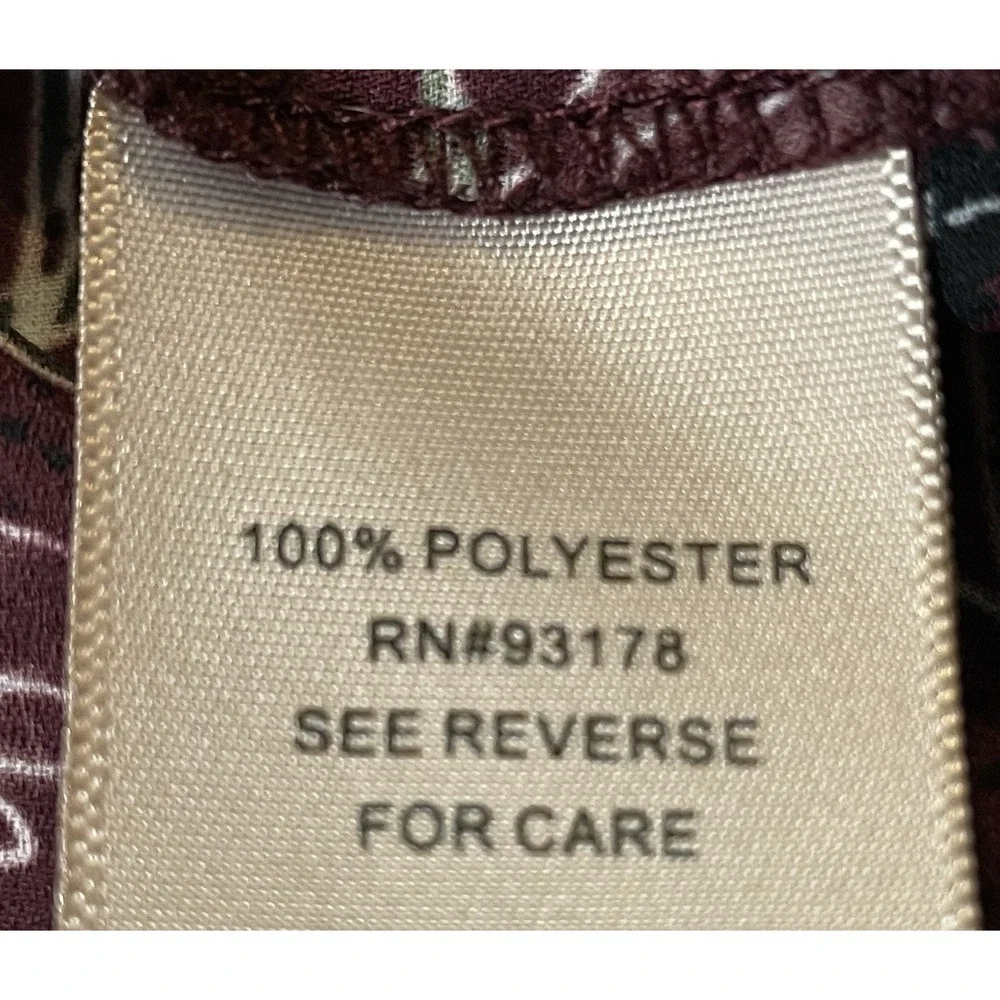 100% POLYESTER
RN#93178
SEE REVERSE
FOR CARE